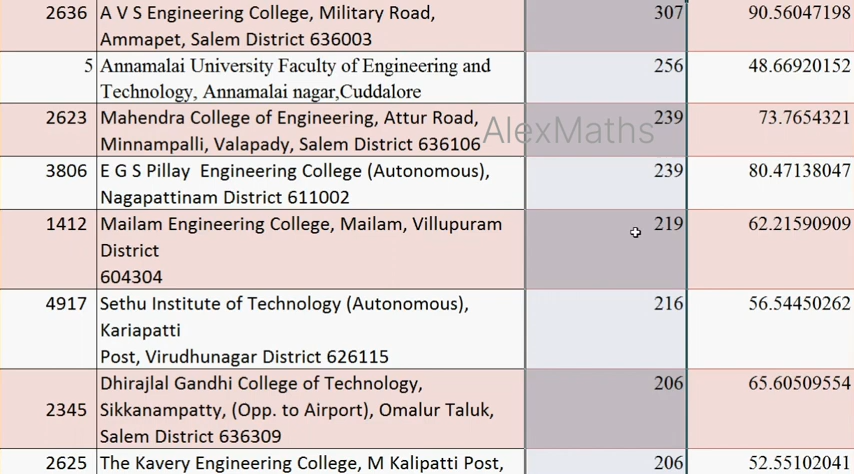 2636 A V S Engineering College, Military Road, 307 90.56047198
Ammapet, Salem District 636003
5 Annamalai University Faculty of Engineering and 256 48.66920152
Technology, Annamalai nagar,Cuddalore
2623 Mahendra College of Engineering, Attur Road, 239 73.7654321
AlexMaths
Minnampalli, Valapady, Salem District 636106
3806 E G S Pillay  Engineering College (Autonomous), 239 80.47138047
Nagapattinam District 611002
1412 Mailam Engineering College, Mailam, Villupuram 219 62.21590909
District
604304
4917 Sethu Institute of Technology (Autonomous), 216 56.54450262
Kariapatti
Post, Virudhunagar District 626115
Dhirajlal Gandhi College of Technology, 206 65.60509554
2345 Sikkanampatty, (Opp. to Airport), Omalur Taluk,
Salem District 636309
2625 The Kavery Engineering College, M Kalipatti Post, 206 52.55102041